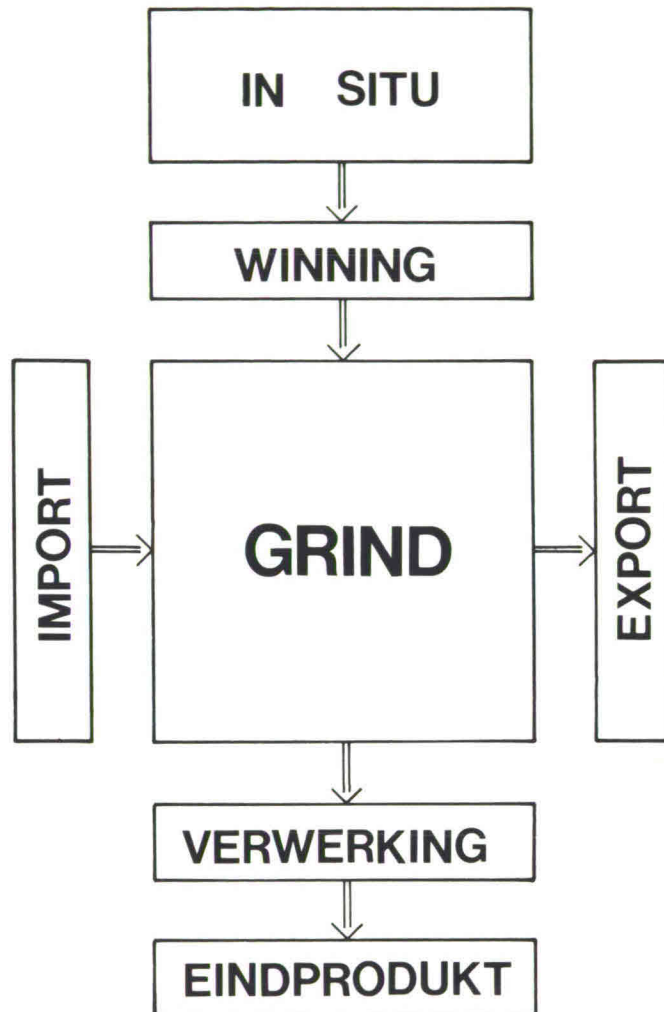 IN SITU
WINNING
IMPORT
GRIND
EXPORT
VERWERKING
EINDPRODUKT